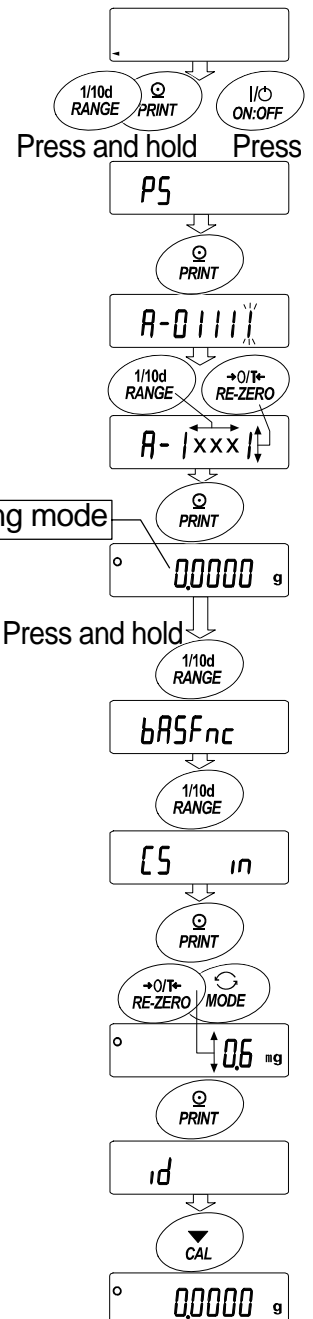 1/10d RANGE PRINT I/⏻ ON:OFF
Press and hold Press
PS
PRINT
A-01111
1/10d RANGE →0/T← RE-ZERO
A-1xxx1
PRINT
ng mode
0.0000 g
Press and hold
1/10d RANGE
bASFnc
1/10d RANGE
CS in
PRINT
→0/T← RE-ZERO MODE
0.6 mg
PRINT
id
CAL
0.0000 g